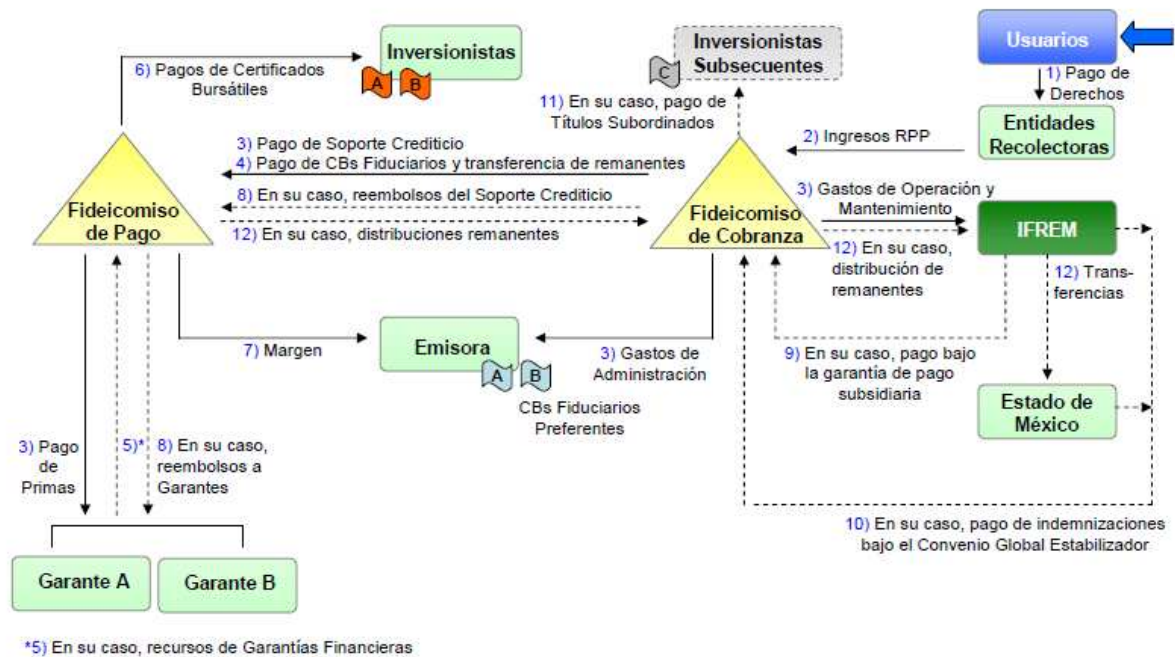 Inversionistas
A B
6) Pagos de Certificados
Bursátiles
Inversionistas
Subsecuentes
C
Usuarios
1) Pago de
Derechos
11) En su caso, pago de
Títulos Subordinados
Entidades
Recolectoras
2) Ingresos RPP
3) Pago de Soporte Crediticio
4) Pago de CBs Fiduciarios y transferencia de remanentes
8) En su caso, reembolsos del Soporte Crediticio
12) En su caso, distribuciones remanentes
Fideicomiso
de Pago
Fideicomiso
de Cobranza
3) Gastos de Operación y
Mantenimiento
IFREM
12) En su caso,
distribución de
remanentes
12) Trans-
ferencias
7) Margen
Emisora
A B
CBs Fiduciarios
Preferentes
3) Gastos de
Administración
9) En su caso, pago bajo
la garantía de pago
subsidiaria
Estado de
México
3) Pago
de
Primas
5)*
8) En su caso,
reembolsos a
Garantes
10) En su caso, pago de indemnizaciones
bajo el Convenio Global Estabilizador
Garante A
Garante B
*5) En su caso, recursos de Garantías Financieras